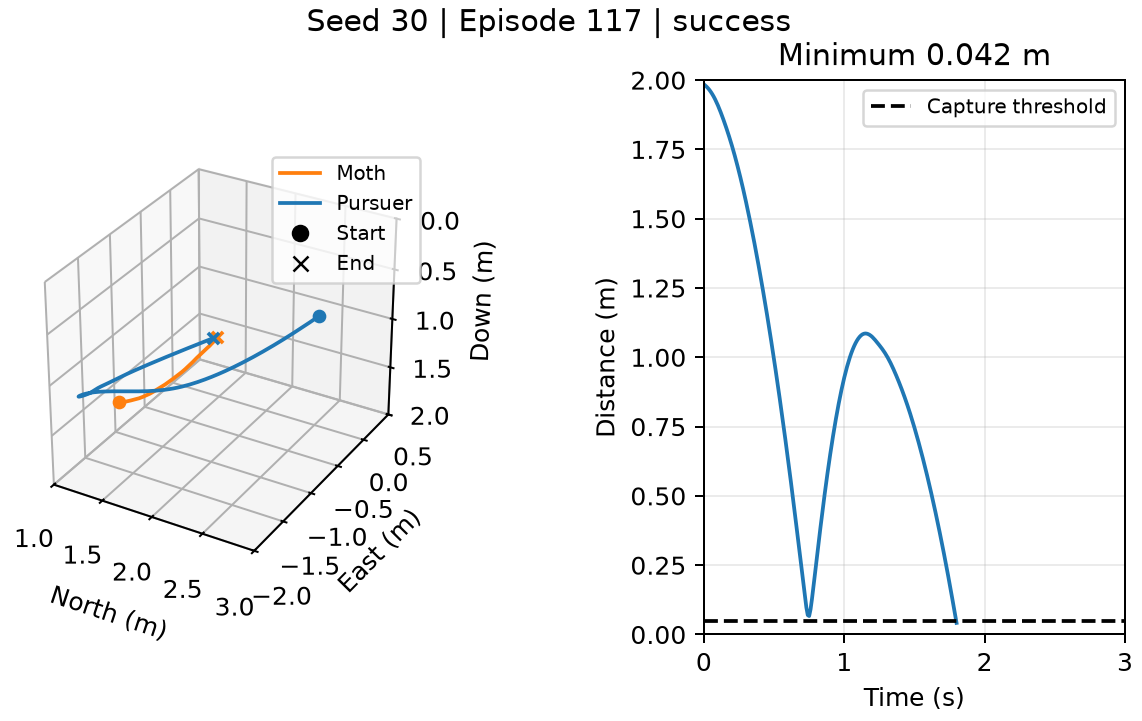 Seed 30 | Episode 117 | success
Moth
Pursuer
Start
End
0.0
0.5
1.0
1.5
2.0
Down (m)
0.5
0.0
−0.5
−1.0
−1.5
−2.0
East (m)
1.0
1.5
2.0
2.5
3.0
North (m)
Minimum 0.042 m
Capture threshold
2.00
1.75
1.50
1.25
1.00
0.75
0.50
0.25
0.00
Distance (m)
0 1 2 3
Time (s)